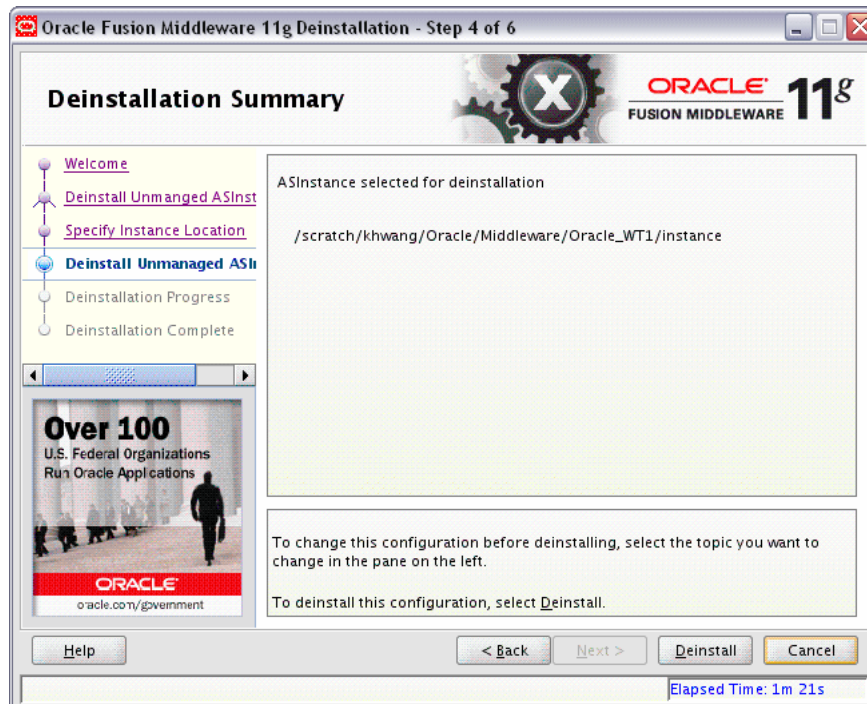 Oracle Fusion Middleware 11g Deinstallation - Step 4 of 6
Deinstallation Summary
X
ORACLE
FUSION MIDDLEWARE
11g
Welcome
Deinstall Unmanged ASInst
Specify Instance Location
Deinstall Unmanaged ASI
Deinstallation Progress
Deinstallation Complete
ASInstance selected for deinstallation
/scratch/khwang/Oracle/Middleware/Oracle_WT1/instance
Over 100
U.S. Federal Organizations
Run Oracle Applications
ORACLE
oracle.com/government
To change this configuration before deinstalling, select the topic you want to
change in the pane on the left.
To deinstall this configuration, select Deinstall.
Help
< Back
Next >
Deinstall
Cancel
Elapsed Time: 1m 21s